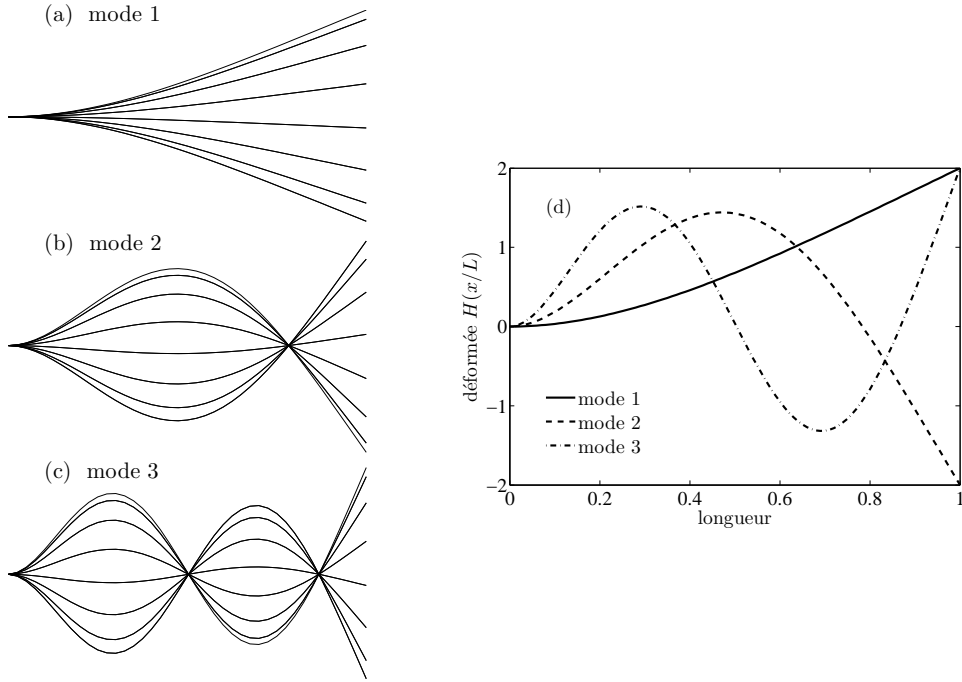 (a) mode 1
(b) mode 2
(c) mode 3
(d)
déformée H(x/L)
2
1
0
−1
−2
mode 1
mode 2
mode 3
0 0.2 0.4 0.6 0.8 1
longueur